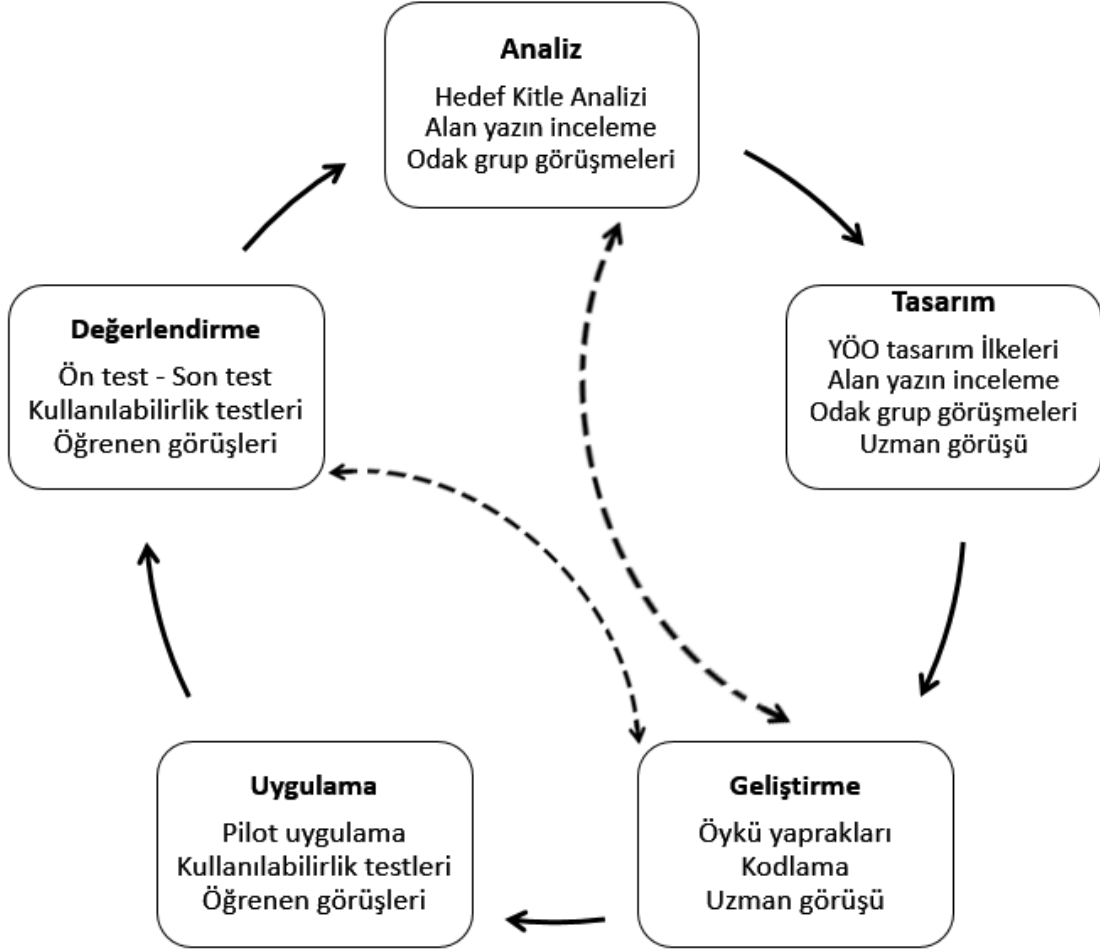 Analiz
Hedef Kitle Analizi
Alan yazın inceleme
Odak grup görüşmeleri
Tasarım
YÖO tasarım İlkeleri
Alan yazın inceleme
Odak grup görüşmeleri
Uzman görüşü
Geliştirme
Öykü yaprakları
Kodlama
Uzman görüşü
Uygulama
Pilot uygulama
Kullanılabilirlik testleri
Öğrenen görüşleri
Değerlendirme
Ön test - Son test
Kullanılabilirlik testleri
Öğrenen görüşleri